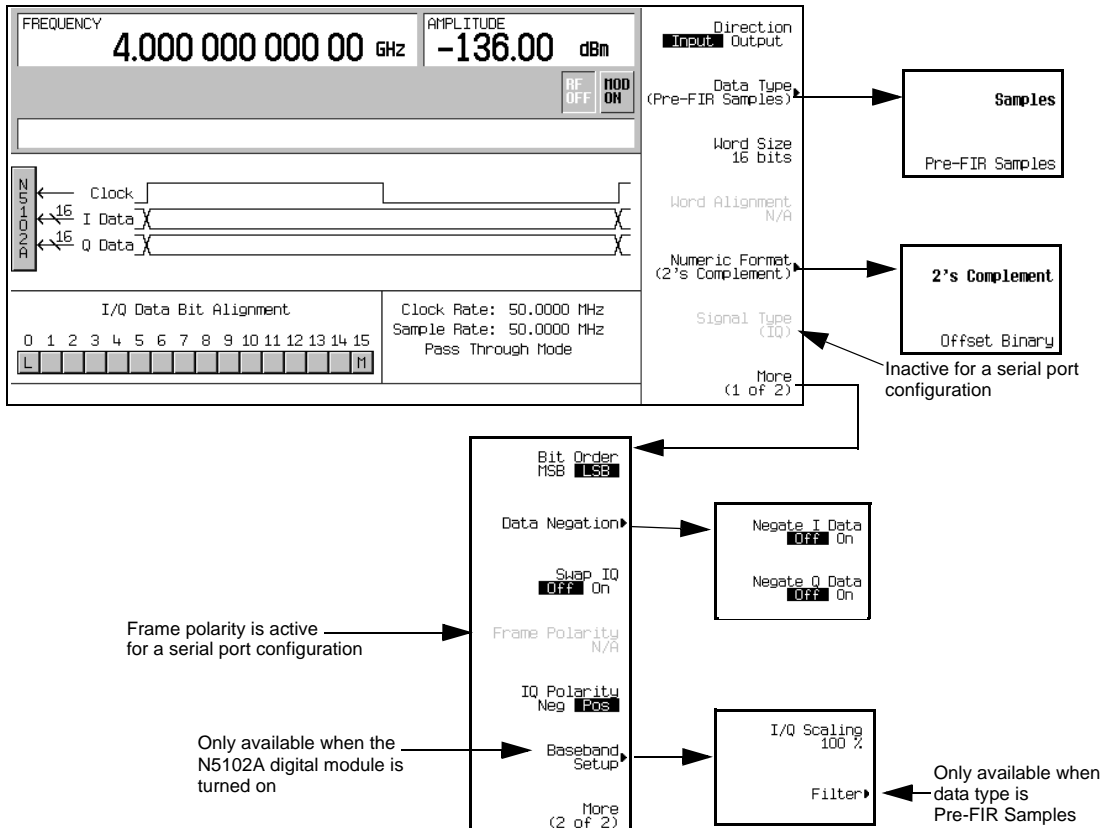 FREQUENCY
4.000 000 000 00 GHz
AMPLITUDE
-136.00 dBm
RF OFF
MOD ON
N5102A
Clock
16 I Data
16 Q Data
I/Q Data Bit Alignment
0 1 2 3 4 5 6 7 8 9 10 11 12 13 14 15
L M
Clock Rate: 50.0000 MHz
Sample Rate: 50.0000 MHz
Pass Through Mode
Direction
Input Output
Data Type
(Pre-FIR Samples)
Word Size
16 bits
Word Alignment
N/A
Numeric Format
(2's Complement)
Signal Type
(IQ)
More
(1 of 2)
Samples
Pre-FIR Samples
2's Complement
Offset Binary
Inactive for a serial port
configuration
Bit Order
MSB LSB
Data Negation
Swap IQ
Off On
Frame Polarity
N/A
IQ Polarity
Neg Pos
Baseband
Setup
More
(2 of 2)
Negate I Data
Off On
Negate Q Data
Off On
Frame polarity is active
for a serial port configuration
Only available when the
N5102A digital module is
turned on
I/Q Scaling
100 %
Filter
Only available when
data type is
Pre-FIR Samples